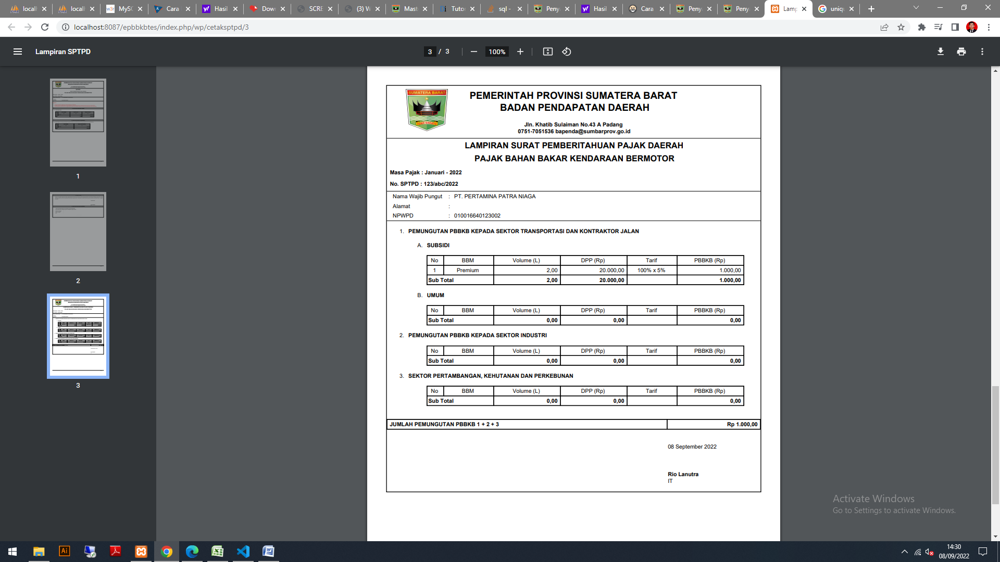 locall
locall
w3r MySC
Cara
Hasil
Down
SCRE
(3) W
Mast
Di Tutor
sql -
Peny
Hasil
Cara
Peny
Peny
Lamp
uniqu
localhost:8087/epbbkbtes/index.php/wp/cetaksptpd/3
Lampiran SPTPD
3 / 3
100%
1
2
3
SUMATERA BARAT
TUAH SAKATO
PEMERINTAH PROVINSI SUMATERA BARAT
BADAN PENDAPATAN DAERAH
Jln. Khatib Sulaiman No.43 A Padang
0751-7051536 bapenda@sumbarprov.go.id
LAMPIRAN SURAT PEMBERITAHUAN PAJAK DAERAH
PAJAK BAHAN BAKAR KENDARAAN BERMOTOR
Masa Pajak : Januari - 2022
No. SPTPD : 123/abc/2022
Nama Wajib Pungut : PT. PERTAMINA PATRA NIAGA
Alamat :
NPWPD : 010016640123002
1. PEMUNGUTAN PBBKB KEPADA SEKTOR TRANSPORTASI DAN KONTRAKTOR JALAN
A. SUBSIDI
No BBM Volume (L) DPP (Rp) Tarif PBBKB (Rp)
1 Premium 2,00 20.000,00 100% x 5% 1.000,00
Sub Total 2,00 20.000,00 1.000,00
B. UMUM
No BBM Volume (L) DPP (Rp) Tarif PBBKB (Rp)
Sub Total 0,00 0,00 0,00
2. PEMUNGUTAN PBBKB KEPADA SEKTOR INDUSTRI
No BBM Volume (L) DPP (Rp) Tarif PBBKB (Rp)
Sub Total 0,00 0,00 0,00
3. SEKTOR PERTAMBANGAN, KEHUTANAN DAN PERKEBUNAN
No BBM Volume (L) DPP (Rp) Tarif PBBKB (Rp)
Sub Total 0,00 0,00 0,00
JUMLAH PEMUNGUTAN PBBKB 1 + 2 + 3 Rp 1.000,00
08 September 2022
Rio Lanutra
IT
Activate Windows
Go to Settings to activate Windows.
Ai
14:30
08/09/2022